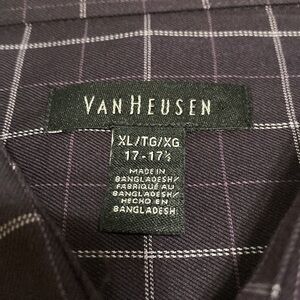 VAN HEUSEN
XL/TG/XG
17-17½
MADE IN
BANGLADESH/
FABRIQUÉ AU
BANGLADESH/
HECHO EN
BANGLADESH